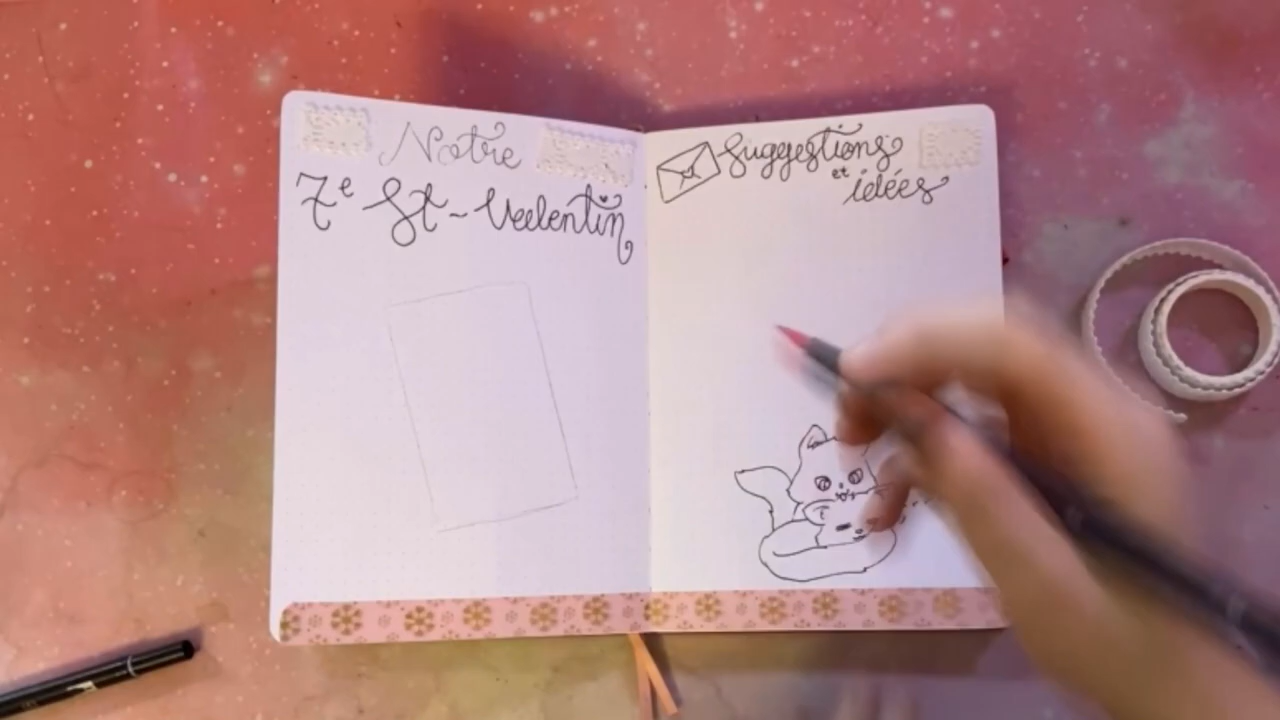 Notre
7e St-Valentin
Suggestions
et
idées